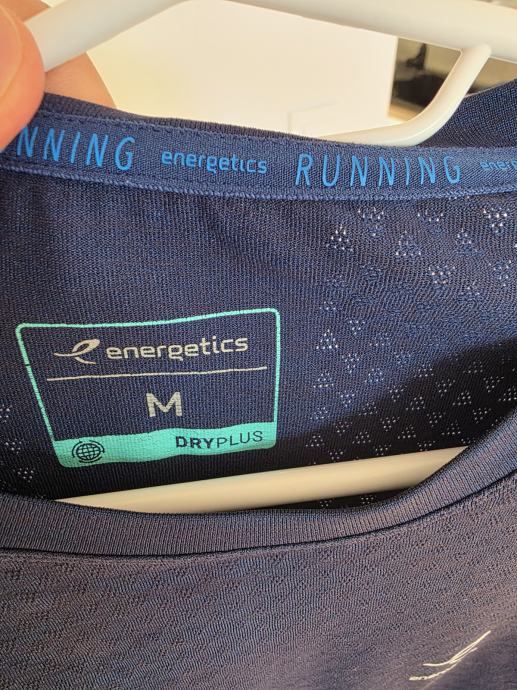 NNING energetics RUNNING ener
energetics
M
DRYPLUS